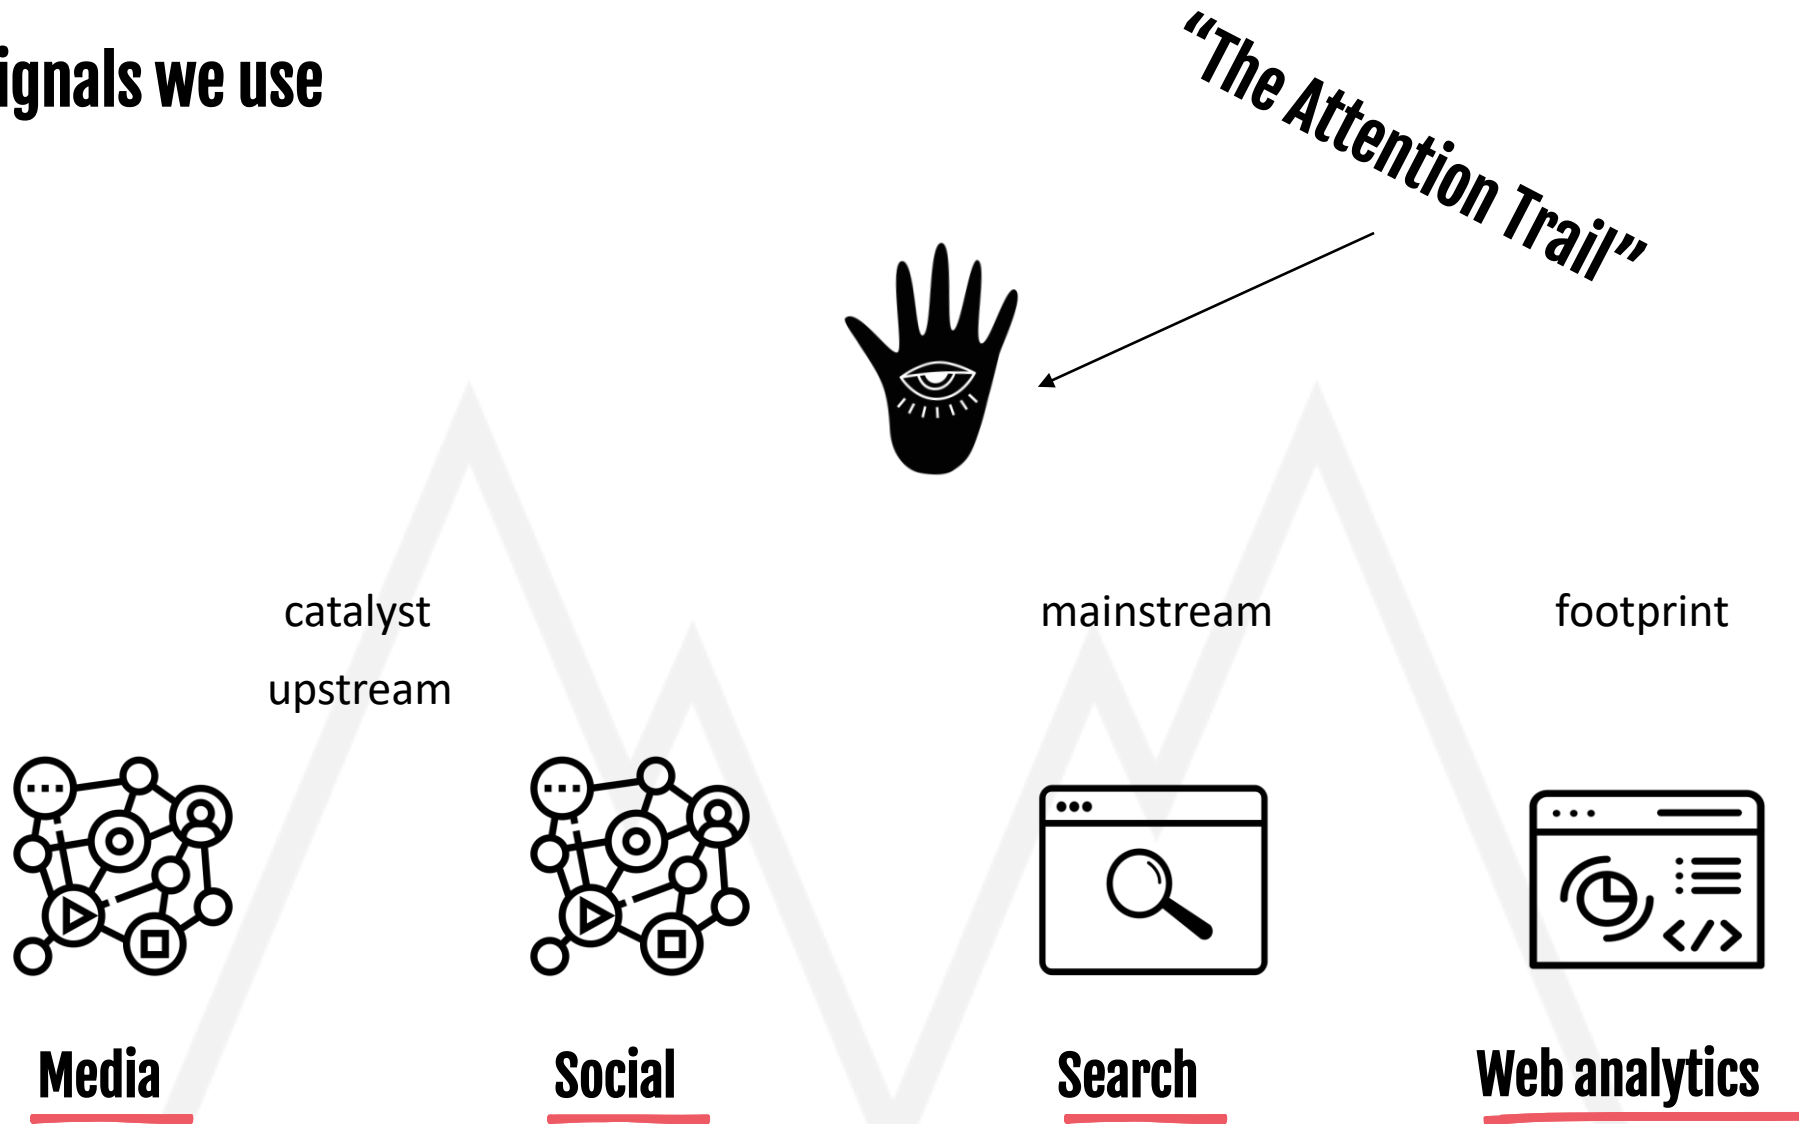 ignals we use
“The Attention Trail”
catalyst
upstream
mainstream
footprint
Media
Social
Search
Web analytics